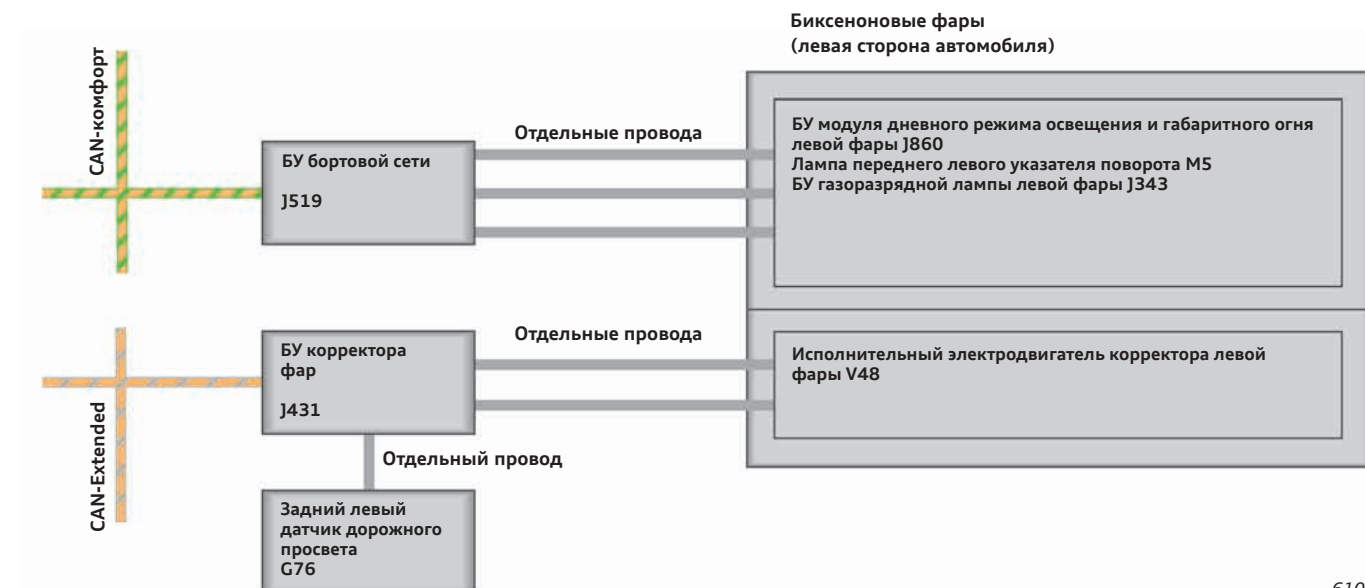 Биксеноновые фары
(левая сторона автомобиля)
CAN-комфорт
Отдельные провода
БУ бортовой сети
J519
БУ модуля дневного режима освещения и габаритного огня
левой фары J860
Лампа переднего левого указателя поворота M5
БУ газоразрядной лампы левой фары J343
CAN-Extended
Отдельные провода
БУ корректора
фар
J431
Исполнительный электродвигатель корректора левой
фары V48
Отдельный провод
Задний левый
датчик дорожного
просвета
G76
610